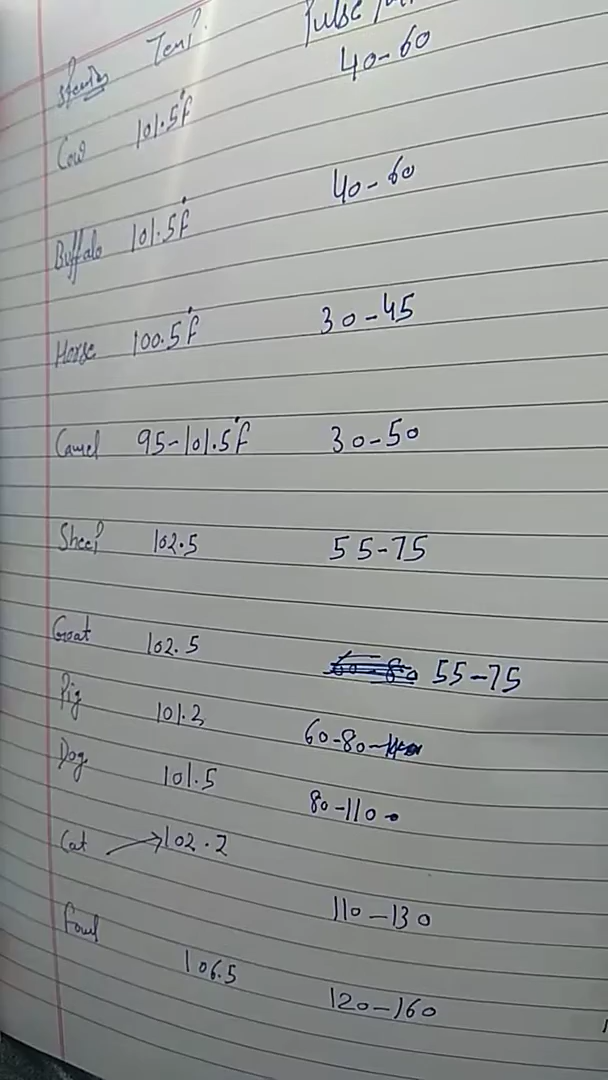 Species Temp. Pulse
Cow 101.5°f 40-60
Buffalo 101.5°f 40-60
Horse 100.5°f 30-45
Camel 95-101.5°f 30-50
Sheep 102.5 55-75
Goat 102.5 55-75
Pig 101.3 60-80
Dog 101.5 80-110
Cat → 102.2 110-130
Fowl 106.5 120-160